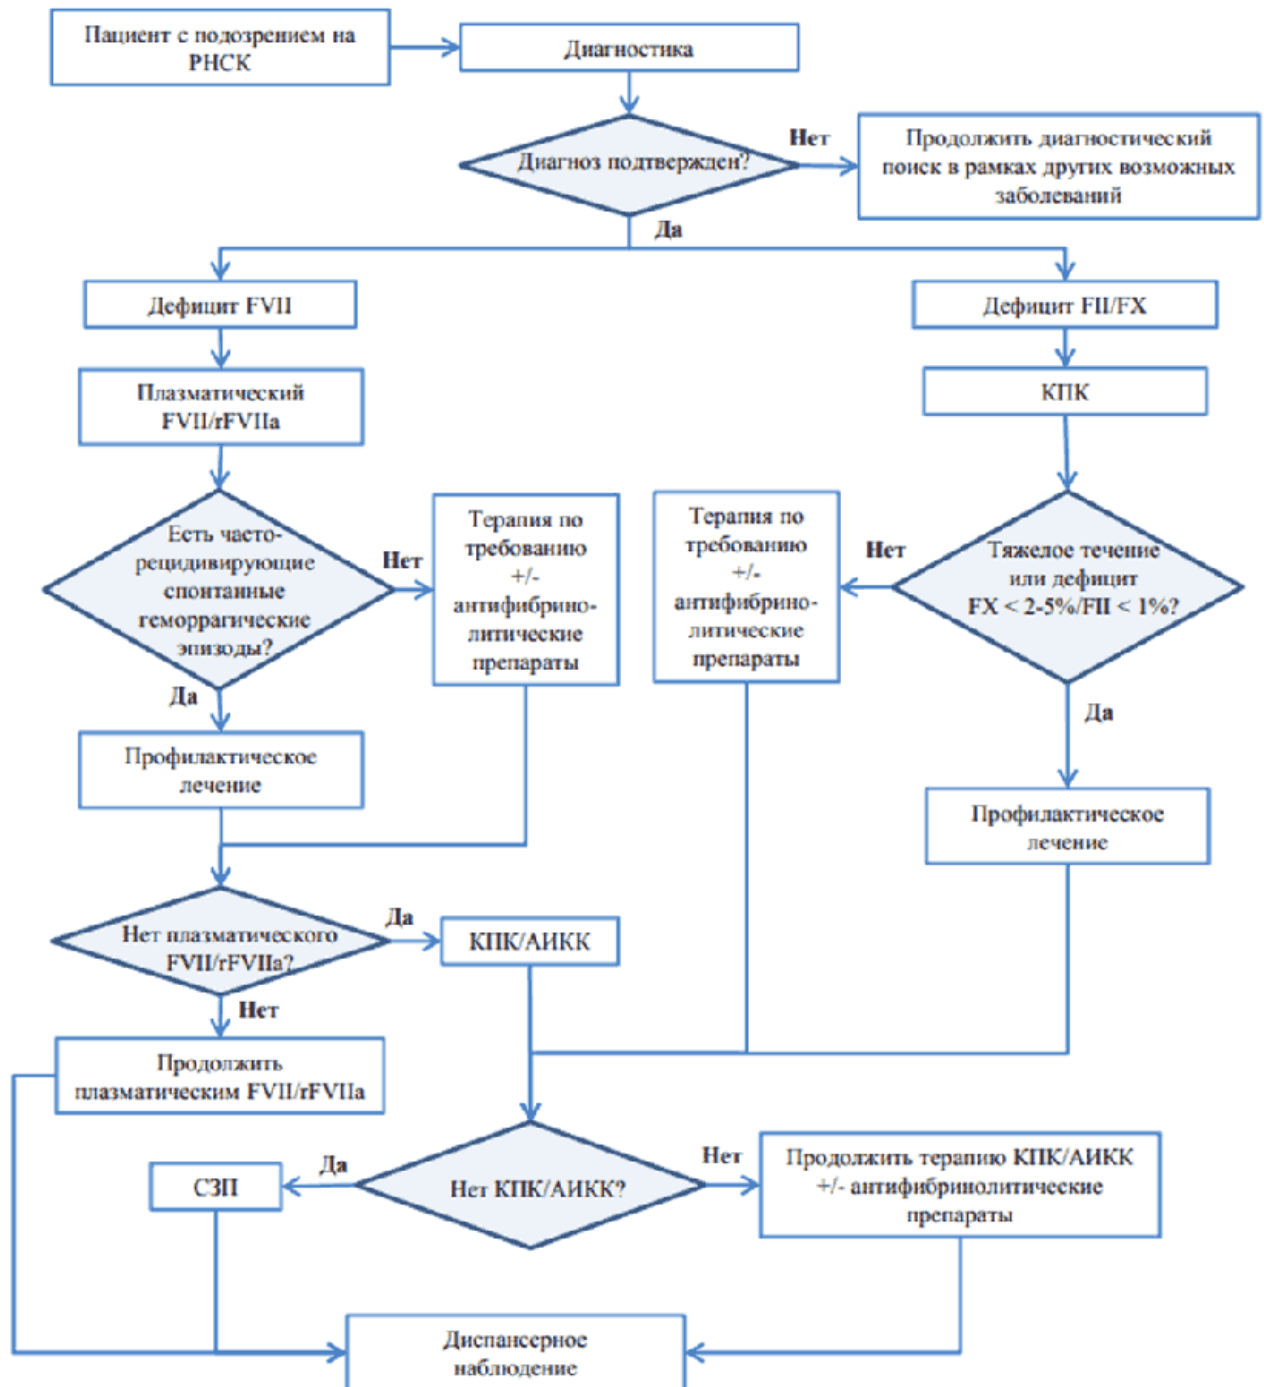 Пациент с подозрением на
РНСК
Диагностика
Диагноз подтвержден?
Нет
Продолжить диагностический
поиск в рамках других возможных
заболеваний
Да
Дефицит FVII
Дефицит FII/FX
Плазматический
FVII/rFVIIa
КПК
Есть часто-
рецидивирующие
спонтанные
геморрагические
эпизоды?
Нет
Терапия по
требованию
+/-
антифибрино-
литические
препараты
Терапия по
требованию
+/-
антифибрино-
литические
препараты
Нет
Тяжелое течение
или дефицит
FX < 2-5%/FII < 1%?
Да
Да
Профилактическое
лечение
Профилактическое
лечение
Нет плазматического
FVII/rFVIIa?
Да
КПК/АИКК
Нет
Продолжить
плазматическим FVII/rFVIIa
СЗП
Да
Нет КПК/АИКК?
Нет
Продолжить терапию КПК/АИКК
+/- антифибринолитические
препараты
Диспансерное
наблюдение